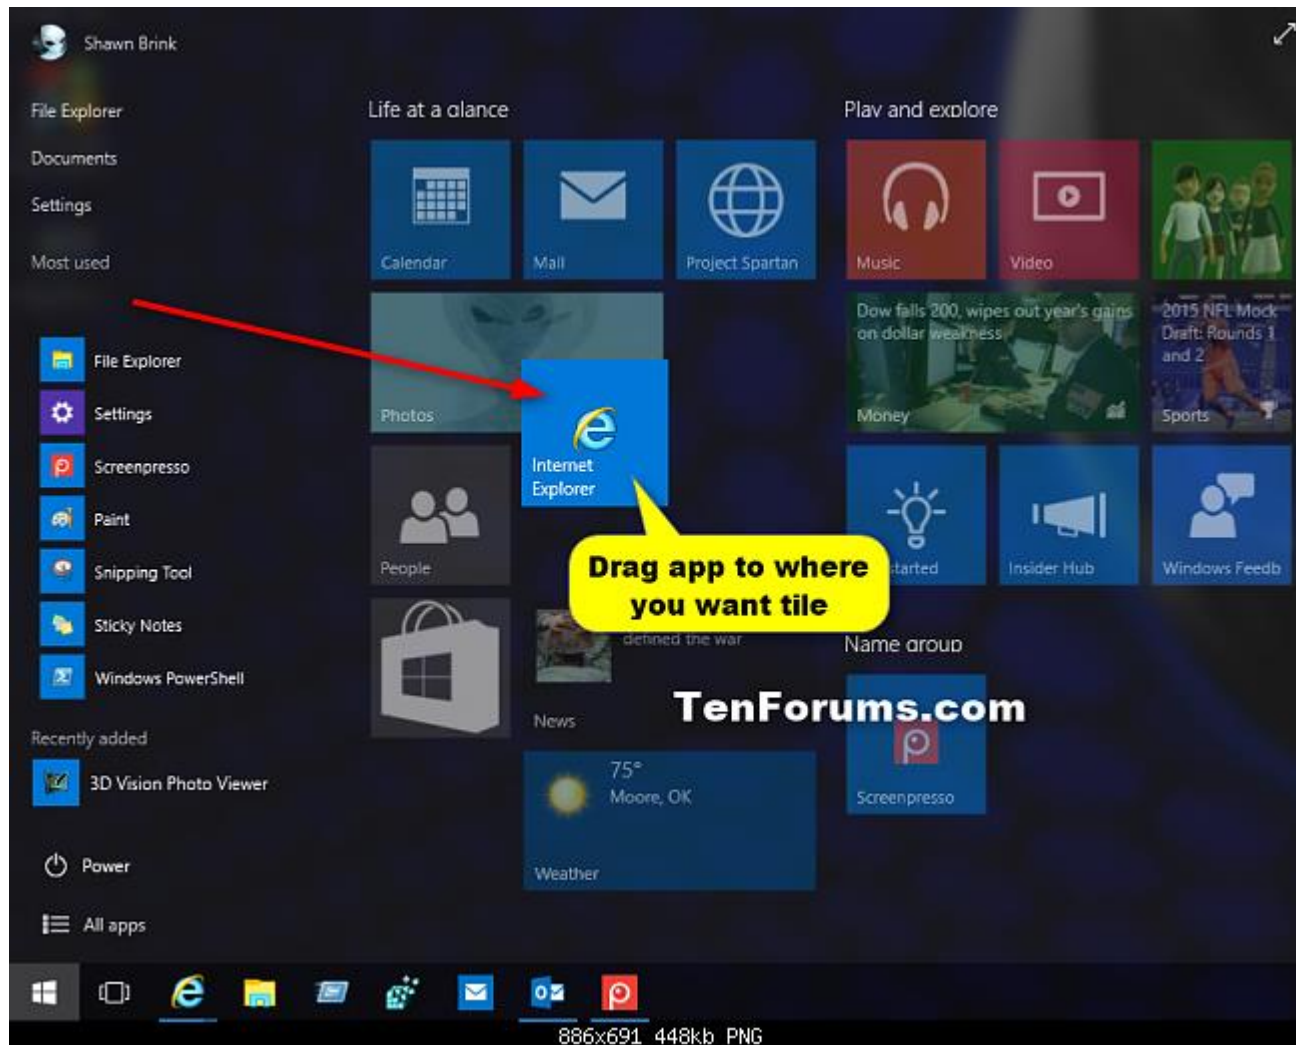 Shawn Brink
File Explorer
Documents
Settings
Most used
File Explorer
Settings
Screenpresso
Paint
Snipping Tool
Sticky Notes
Windows PowerShell
Recently added
3D Vision Photo Viewer
Power
All apps
Life at a glance
Calendar
Mail
Project Spartan
Photos
Internet
Explorer
Drag app to where
you want tile
People
defined the war
News
75°
Moore, OK
Weather
Play and explore
Music
Video
Dow falls 200, wipes out year's gains
on dollar weakness
Money
2015 NFL Mock
Draft: Rounds 1
and 2
Sports
started
Insider Hub
Windows Feedb
Name group
TenForums.com
Screenpresso
886x691 448kb PNG